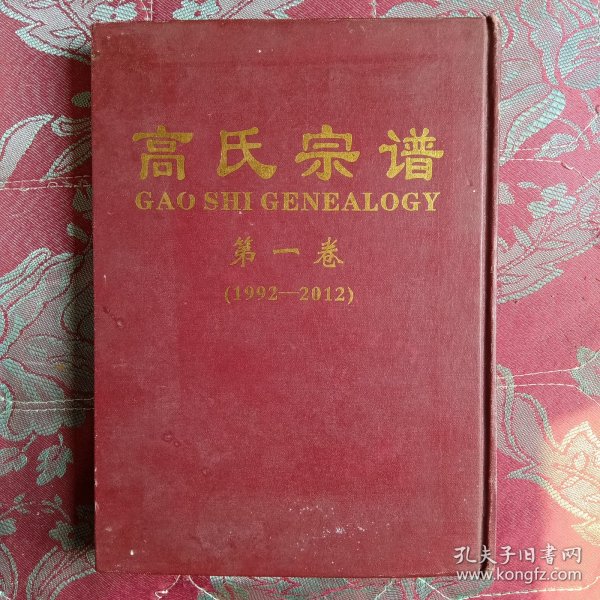 高氏宗谱
GAO SHI GENEALOGY
第一卷
(1992—2012)
孔夫子旧书网
www.kongfz.com